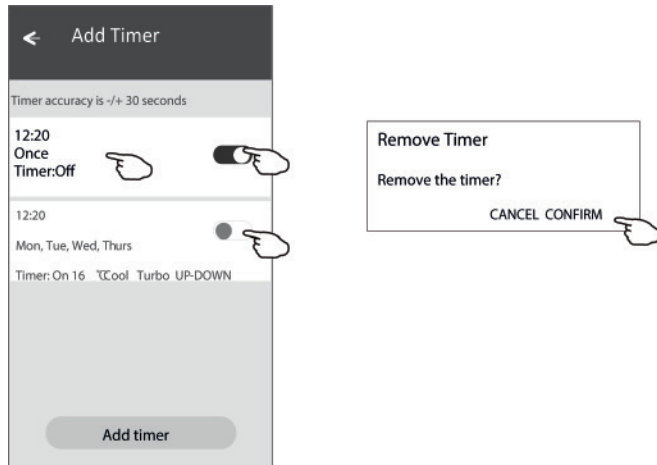 Add Timer
Timer accuracy is -/+ 30 seconds
12:20
Once
Timer:Off
12:20
Mon, Tue, Wed, Thurs
Timer: On 16 ℃Cool Turbo UP-DOWN
Add timer
Remove Timer
Remove the timer?
CANCEL CONFIRM